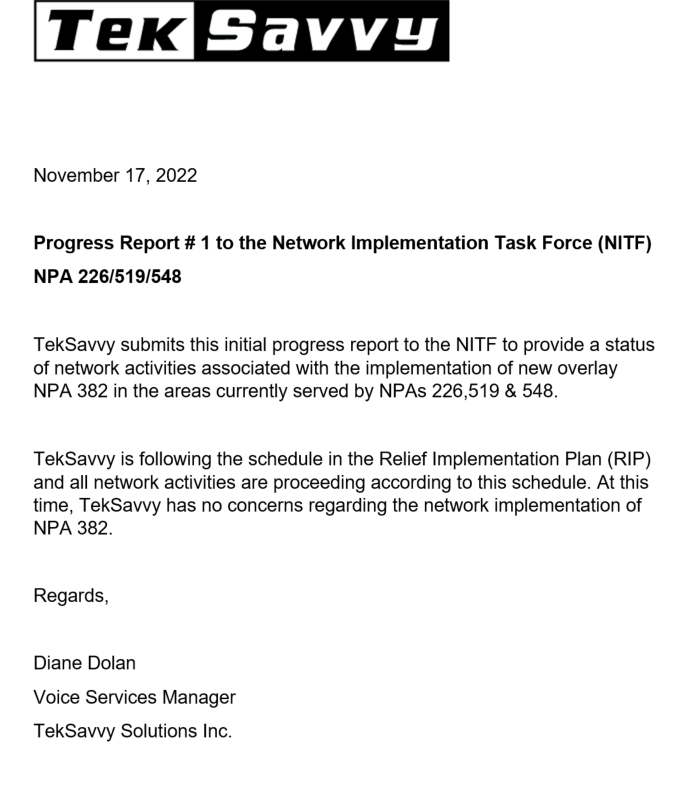 TekSavvy
November 17, 2022
Progress Report # 1 to the Network Implementation Task Force (NITF)
NPA 226/519/548
TekSavvy submits this initial progress report to the NITF to provide a status
of network activities associated with the implementation of new overlay
NPA 382 in the areas currently served by NPAs 226,519 & 548.
TekSavvy is following the schedule in the Relief Implementation Plan (RIP)
and all network activities are proceeding according to this schedule. At this
time, TekSavvy has no concerns regarding the network implementation of
NPA 382.
Regards,
Diane Dolan
Voice Services Manager
TekSavvy Solutions Inc.